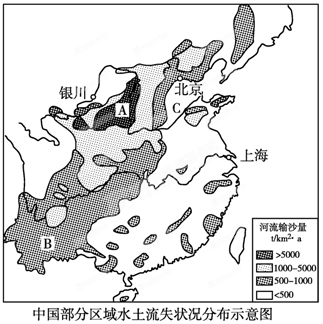 银川
北京
A
C
上海
B
河流输沙量
t/km²·a
>5000
1000-5000
500-1000
<500
中国部分区域水土流失状况分布示意图